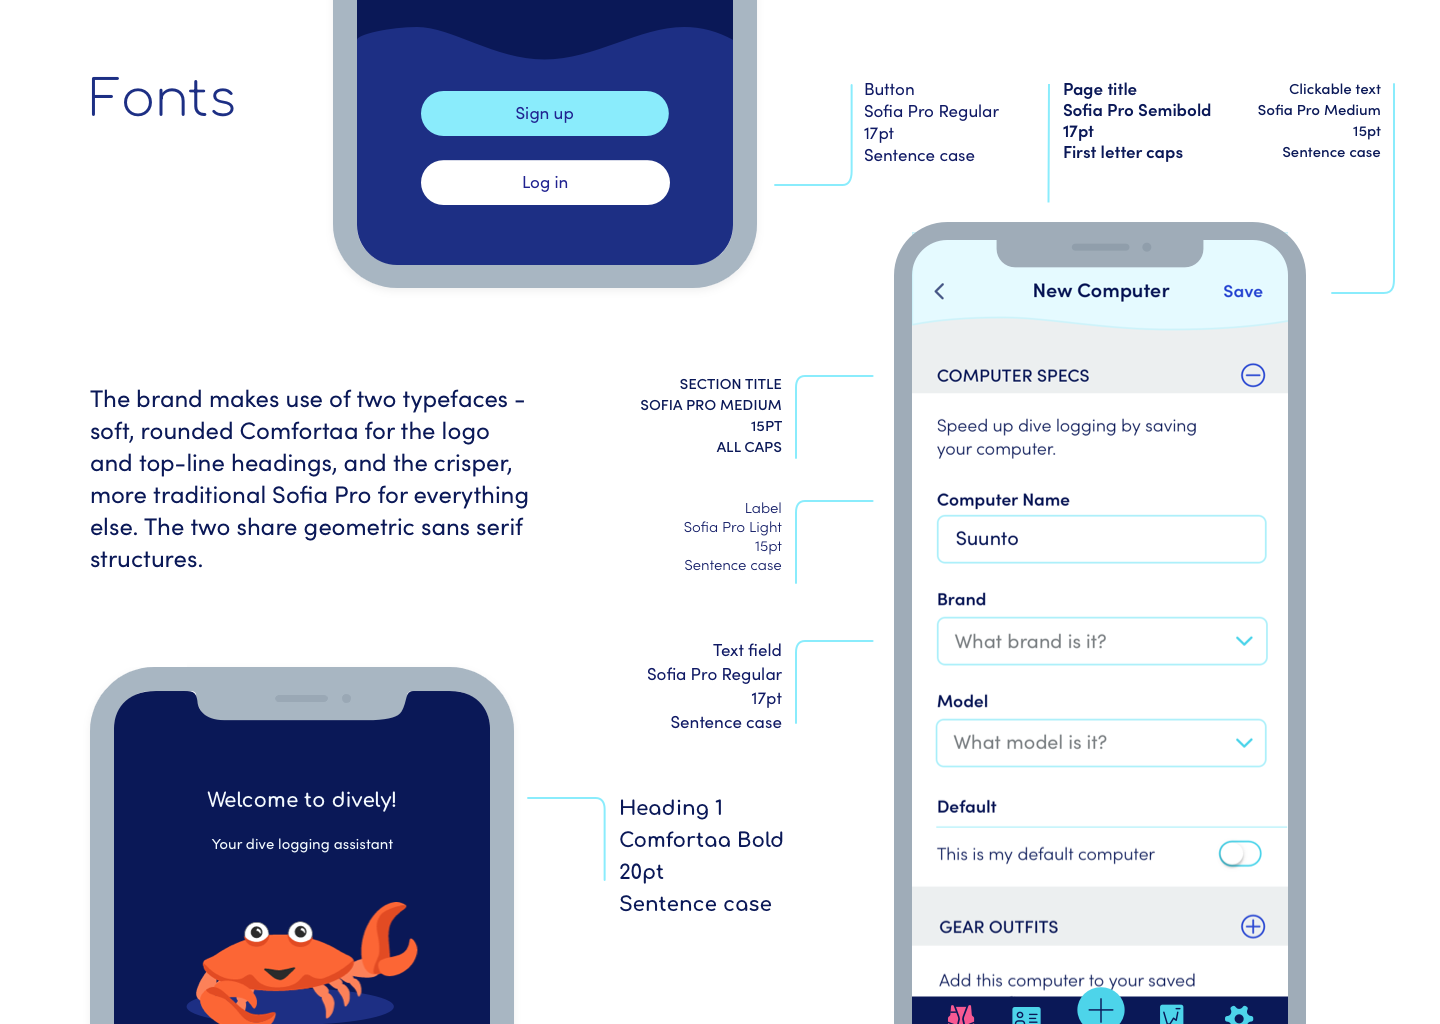 Fonts
Sign up
Log in
Button
Sofia Pro Regular
17pt
Sentence case
Page title
Sofia Pro Semibold
17pt
First letter caps
Clickable text
Sofia Pro Medium
15pt
Sentence case
The brand makes use of two typefaces -
soft, rounded Comfortaa for the logo
and top-line headings, and the crisper,
more traditional Sofia Pro for everything
else. The two share geometric sans serif
structures.
SECTION TITLE
SOFIA PRO MEDIUM
15PT
ALL CAPS
Label
Sofia Pro Light
15pt
Sentence case
Text field
Sofia Pro Regular
17pt
Sentence case
Welcome to dively!
Your dive logging assistant
Heading 1
Comfortaa Bold
20pt
Sentence case
New Computer
Save
COMPUTER SPECS
Speed up dive logging by saving
your computer.
Computer Name
Suunto
Brand
What brand is it?
Model
What model is it?
Default
This is my default computer
GEAR OUTFITS
Add this computer to your saved